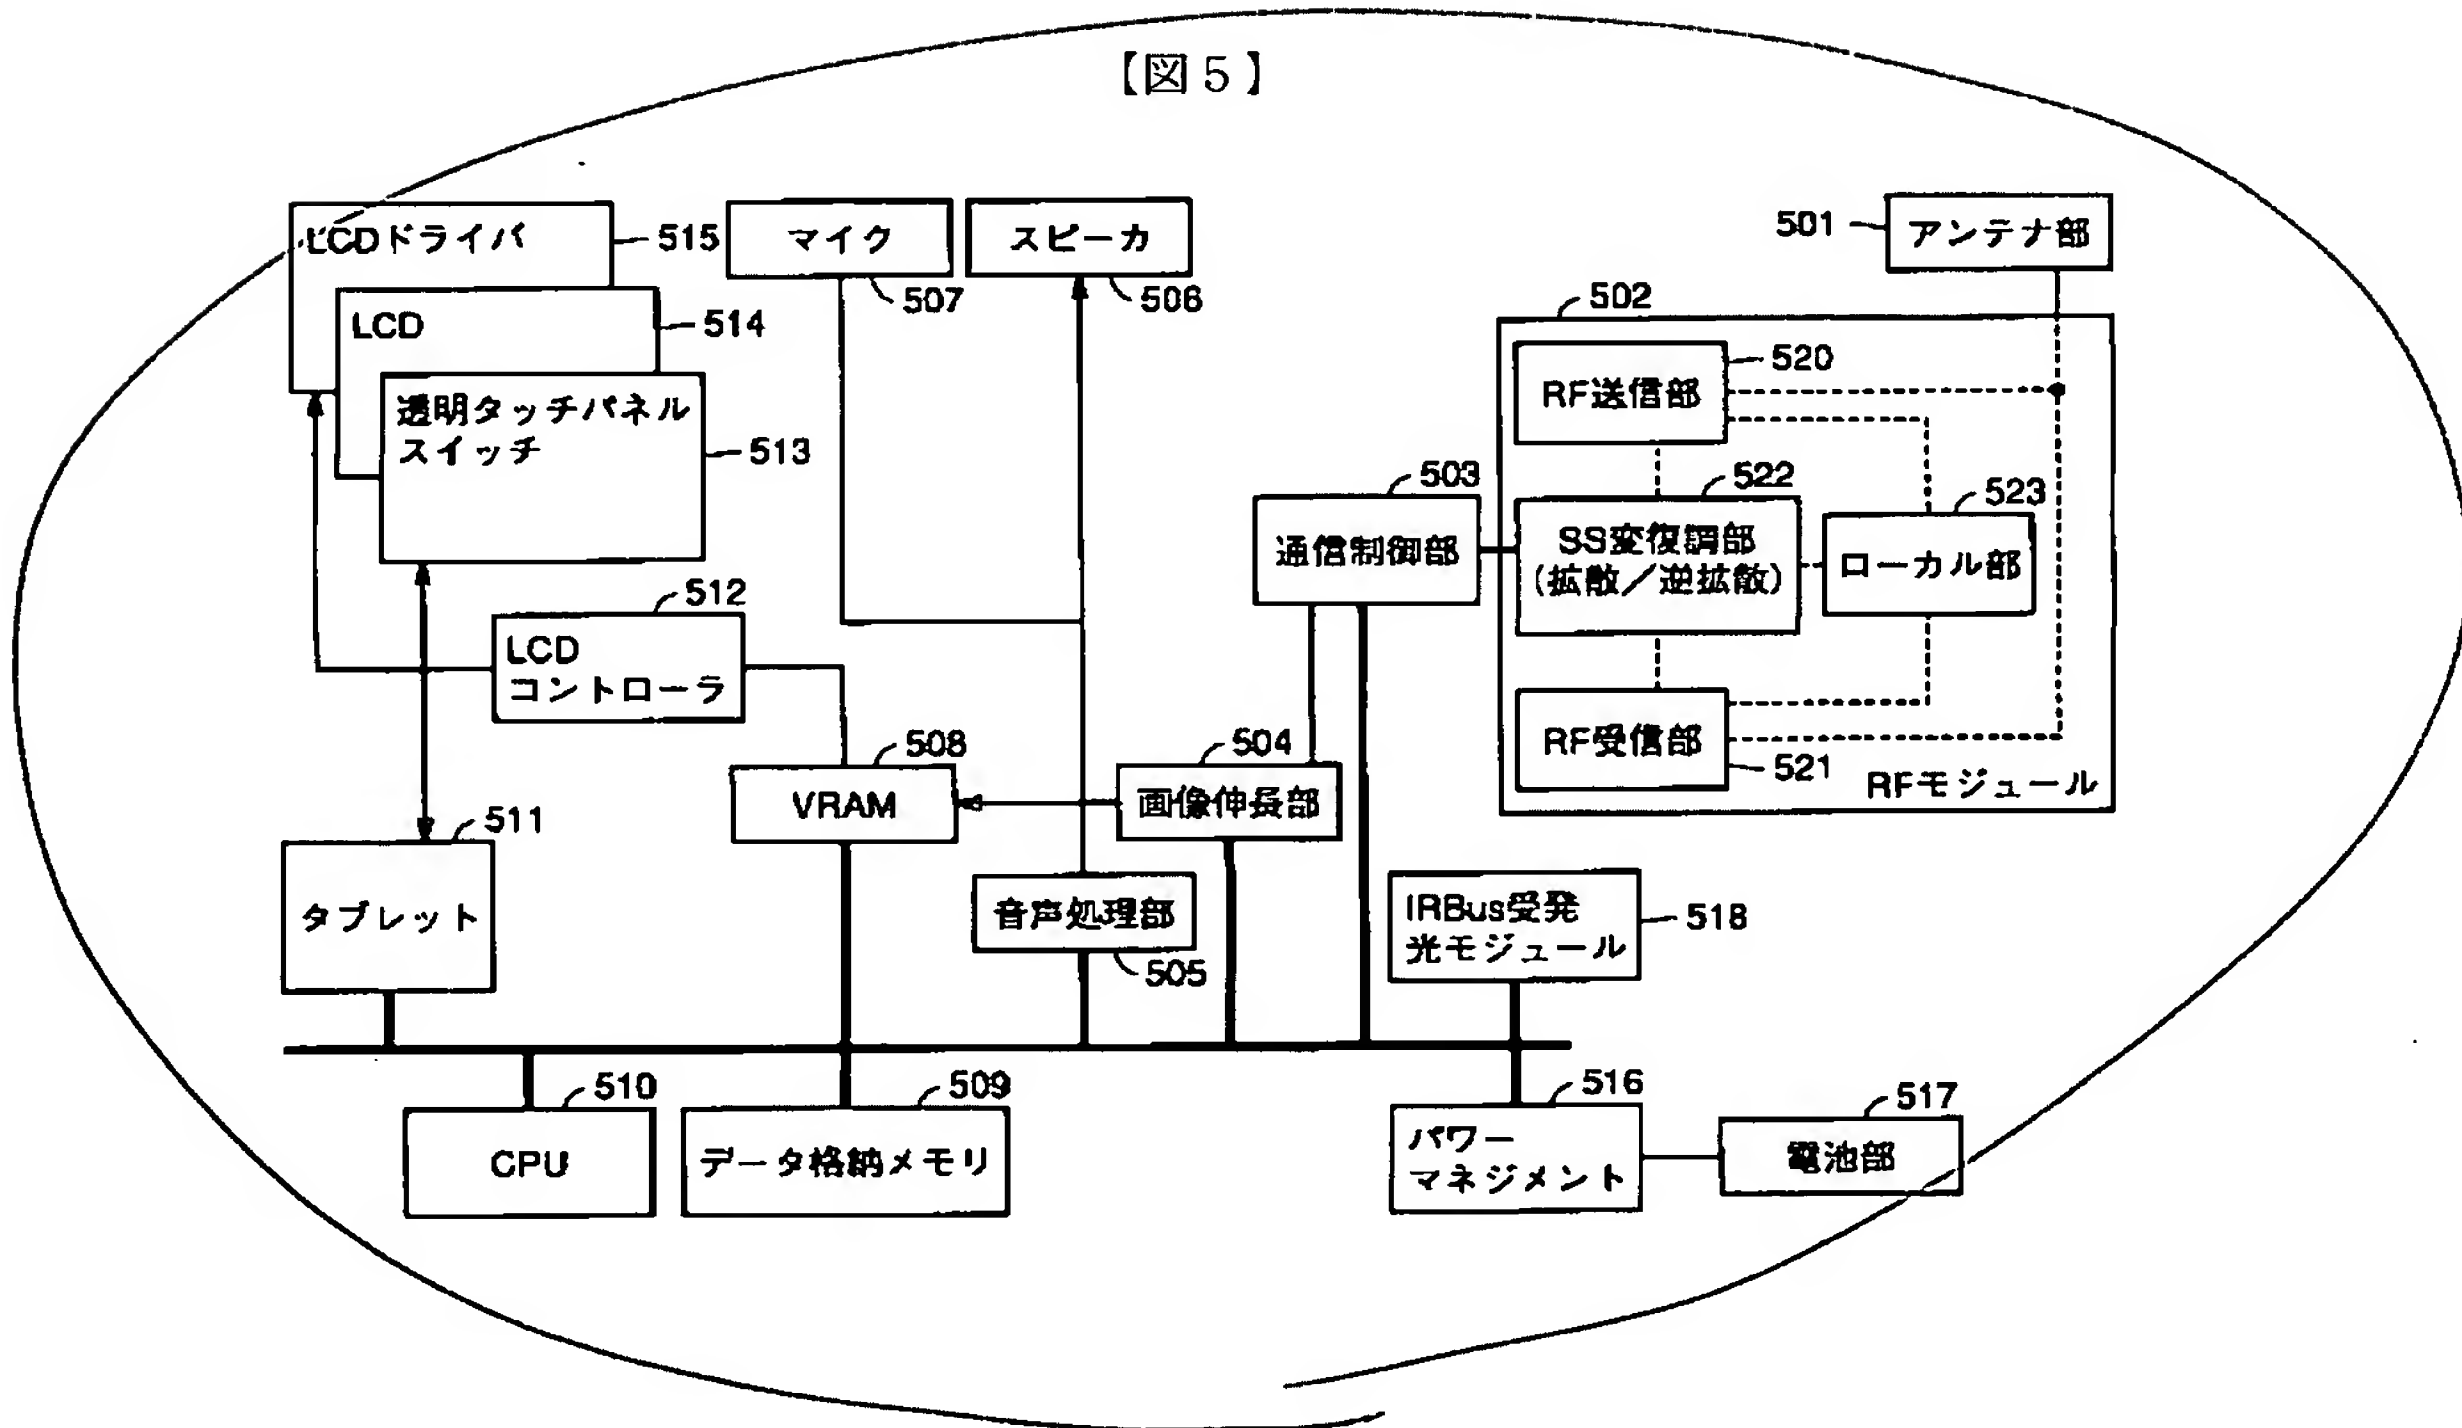 【図5】
LCDドライバ
515
LCD
514
透明タッチパネル
スイッチ
513
マイク
507
スピーカ
506
501
アンテナ部
502
RF送信部
520
503
通信制御部
522
SS変復調部
(拡散/逆拡散)
523
ローカル部
RF受信部
521
RFモジュール
512
LCD
コントローラ
508
VRAM
504
画像伸長部
511
タブレット
音声処理部
505
IRBus受発
光モジュール
518
510
CPU
509
データ格納メモリ
516
パワー
マネジメント
517
電池部